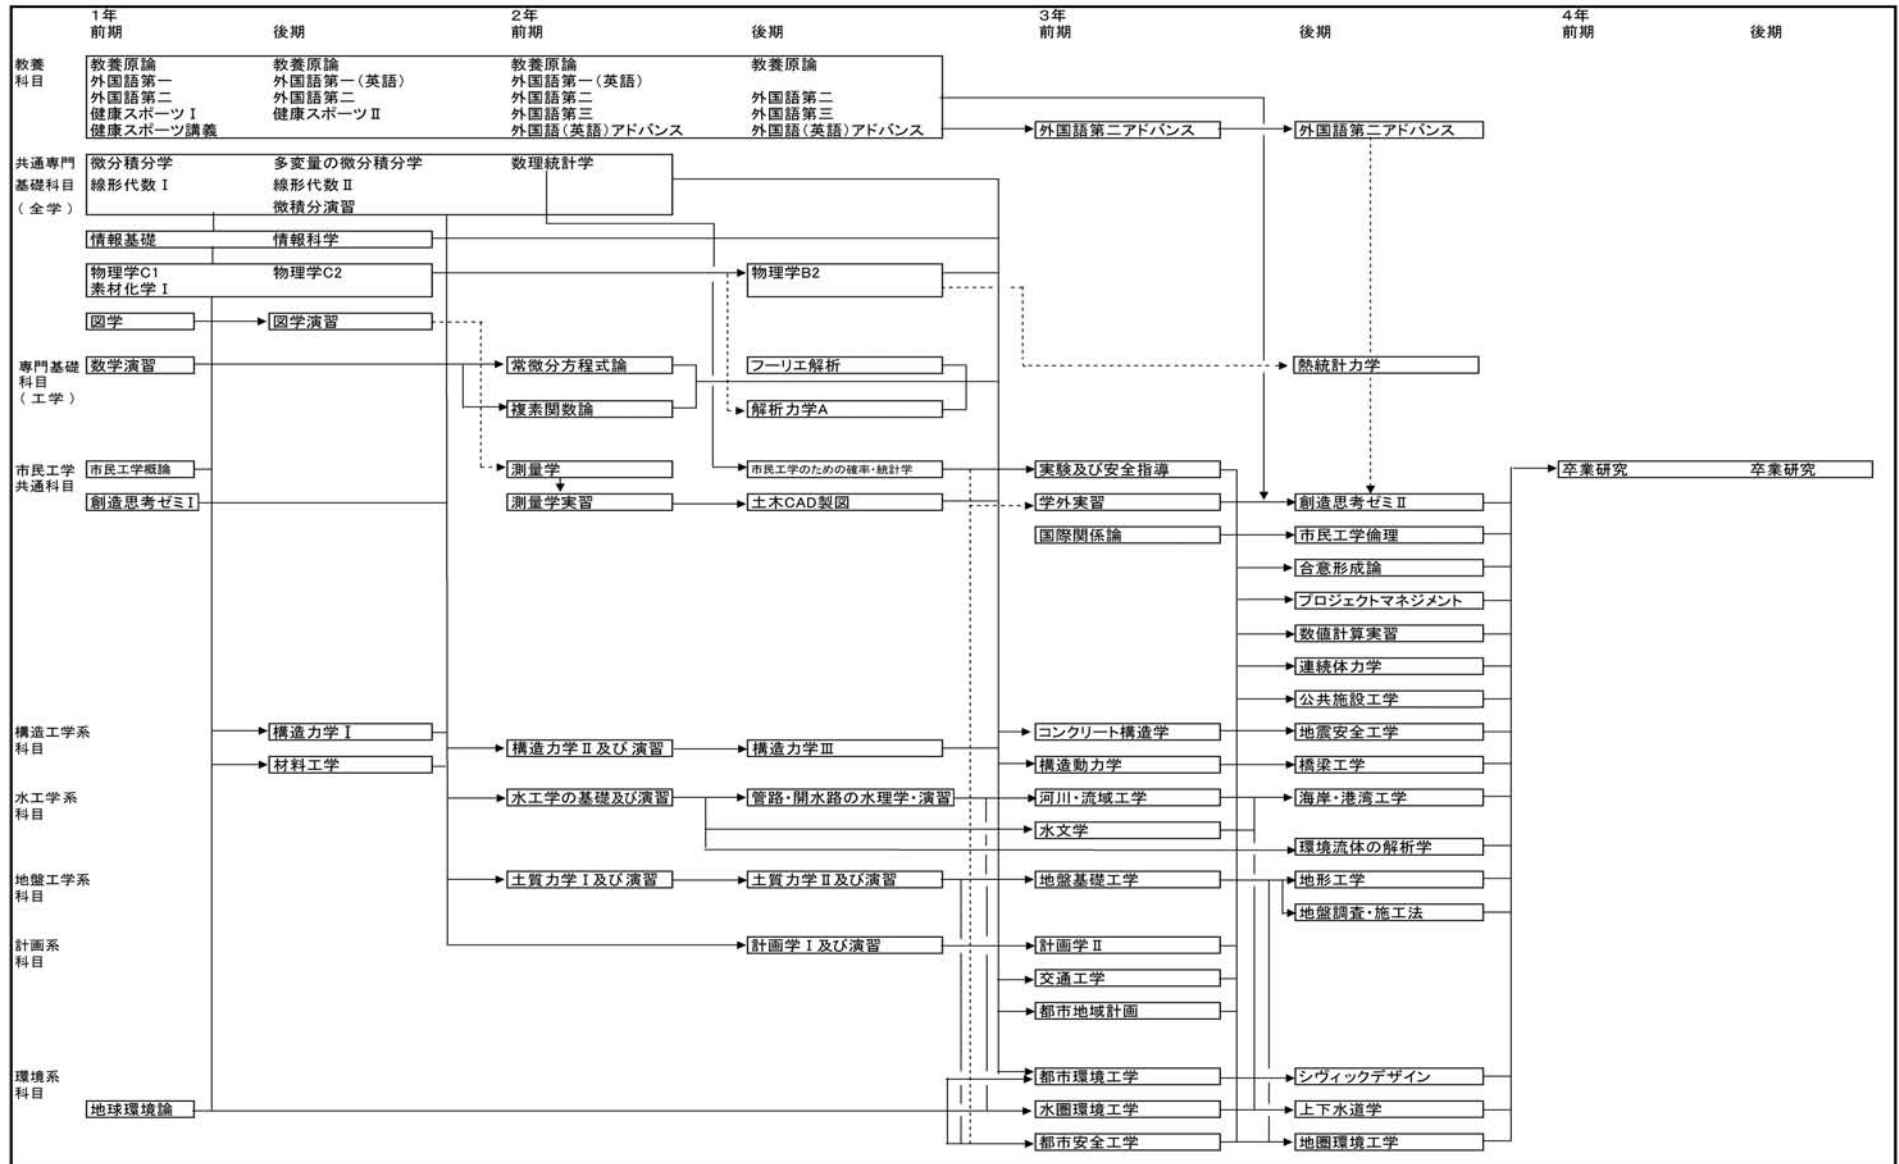 1年 2年 3年 4年
前期 後期 前期 後期 前期 後期 前期 後期
教養 教養原論 教養原論 教養原論 教養原論
科目 外国語第一 外国語第一(英語) 外国語第一(英語)
外国語第二 外国語第二 外国語第二 外国語第二
健康スポーツⅠ 健康スポーツⅡ 外国語第三 外国語第三
健康スポーツ講義 外国語(英語)アドバンス 外国語(英語)アドバンス 外国語第二アドバンス 外国語第二アドバンス
共通専門 微分積分学 多変量の微分積分学 数理統計学
基礎科目 線形代数Ⅰ 線形代数Ⅱ
(全学) 微積分演習
情報基礎 情報科学
物理学C1 物理学C2 物理学B2
素材化学Ⅰ
図学 図学演習
専門基礎 数学演習 常微分方程式論 フーリエ解析 熱統計力学
科目
(工学) 複素関数論 解析力学A
市民工学 市民工学概論 測量学 市民工学のための確率・統計学 実験及び安全指導 卒業研究 卒業研究
共通科目
創造思考ゼミⅠ 測量学実習 土木CAD製図 学外実習 創造思考ゼミⅡ
国際関係論 市民工学倫理
合意形成論
プロジェクトマネジメント
数値計算実習
連続体力学
公共施設工学
構造工学系 構造力学Ⅰ コンクリート構造学 地震安全工学
科目 構造力学Ⅱ及び演習 構造力学Ⅲ
材料工学 構造動力学 橋梁工学
水工学系 水工学の基礎及び演習 管路・開水路の水理学・演習 河川・流域工学 海岸・港湾工学
科目
水文学
環境流体の解析学
地盤工学系 土質力学Ⅰ及び演習 土質力学Ⅱ及び演習 地盤基礎工学 地形工学
科目
地盤調査・施工法
計画系 計画学Ⅰ及び演習 計画学Ⅱ
科目
交通工学
都市地域計画
環境系 都市環境工学 シヴィックデザイン
科目
地球環境論 水圏環境工学 上下水道学
都市安全工学 地圏環境工学